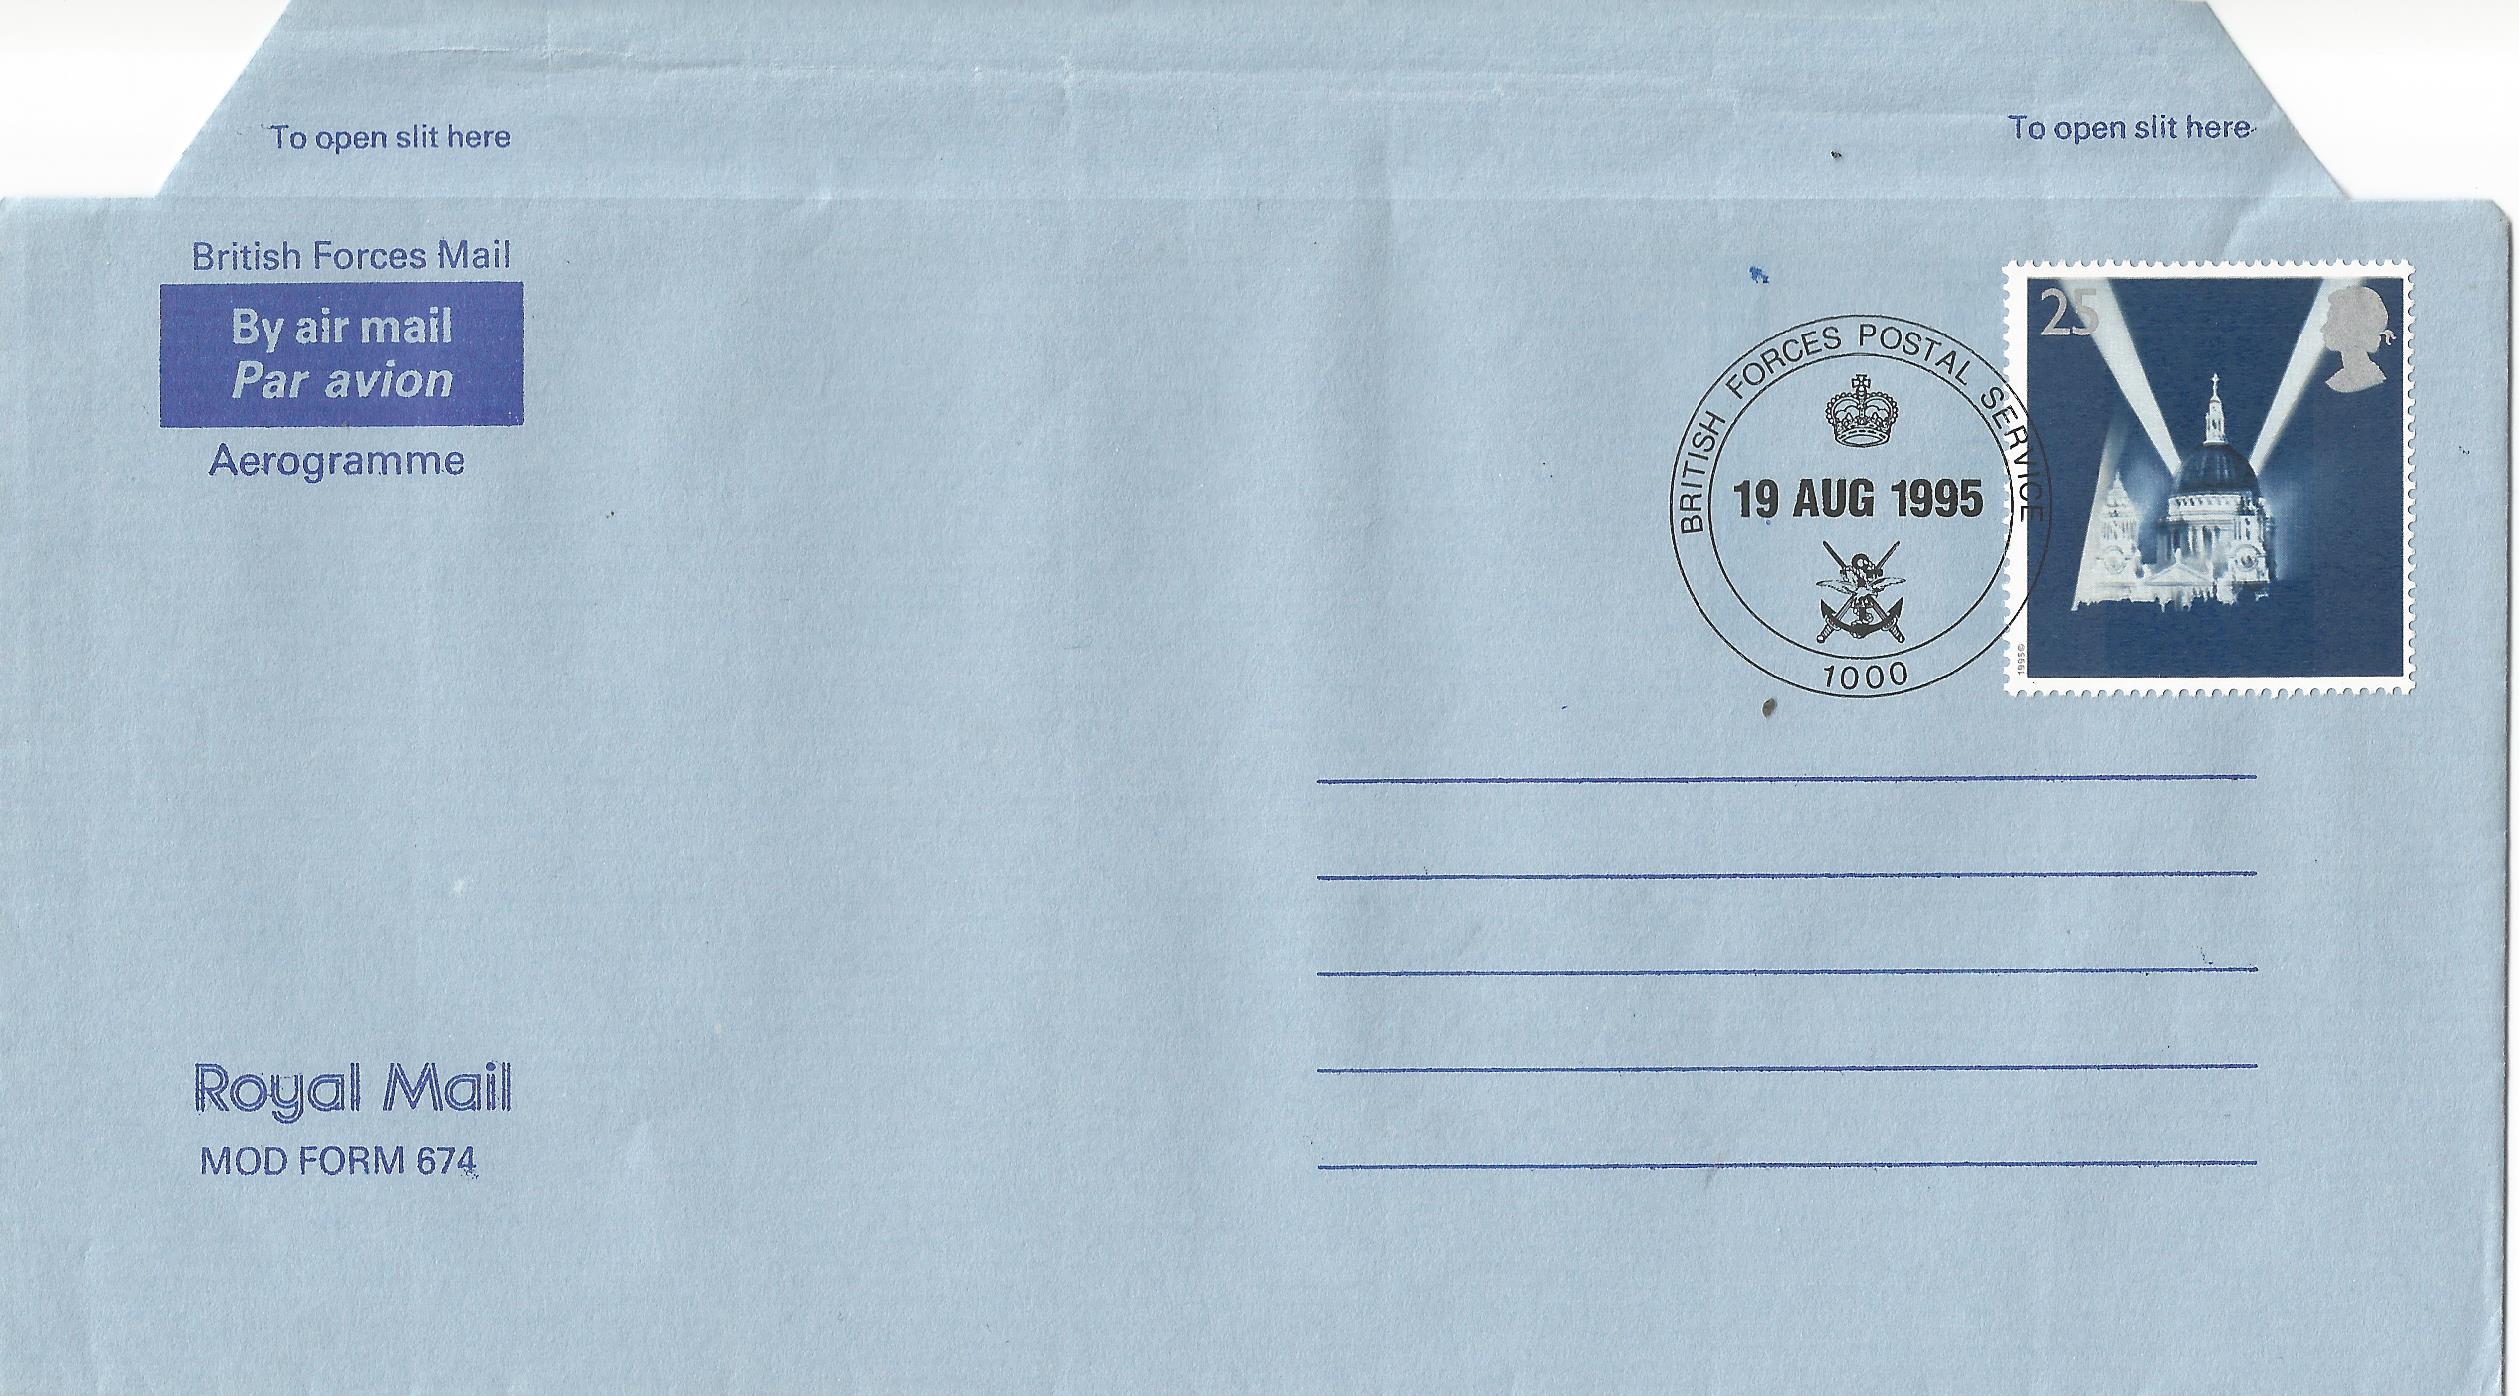 To open slit here
To open slit here
British Forces Mail
By air mail
Par avion
Aerogramme
BRITISH FORCES POSTAL SERVICE
19 AUG 1995
1000
25
1995©
Royal Mail
MOD FORM 674